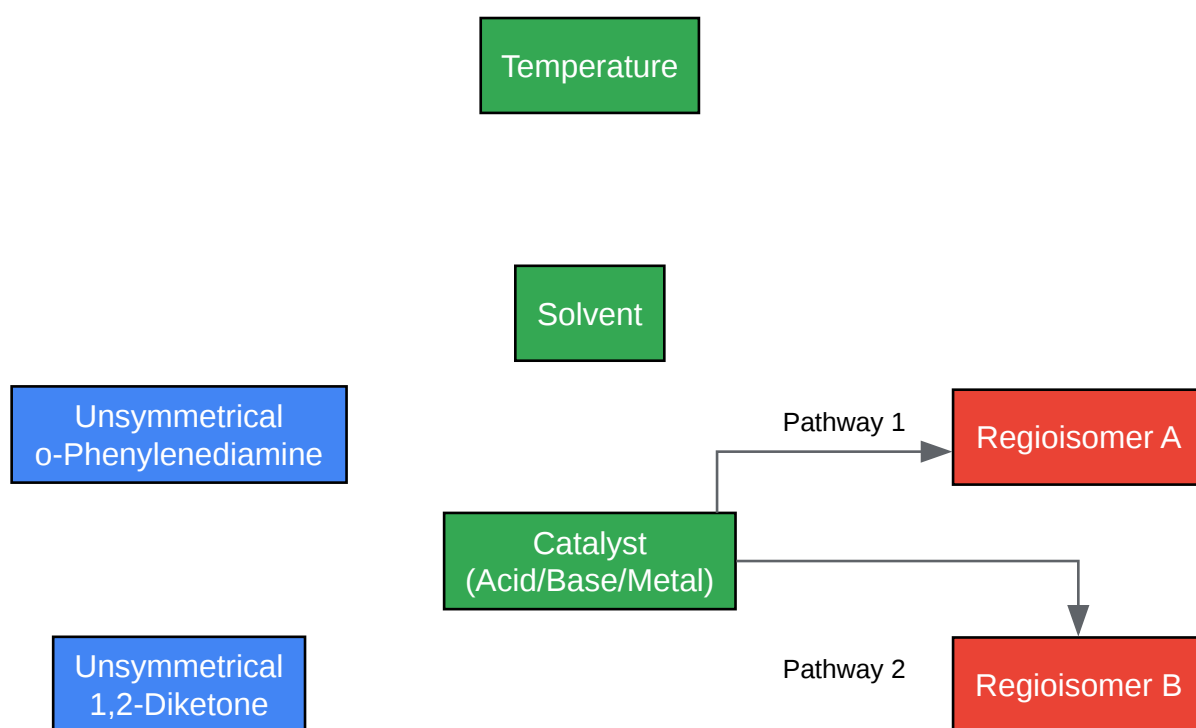 Temperature
Solvent
Unsymmetrical
o-Phenylenediamine
Pathway 1
Regioisomer A
Catalyst
(Acid/Base/Metal)
Unsymmetrical
1,2-Diketone
Pathway 2
Regioisomer B